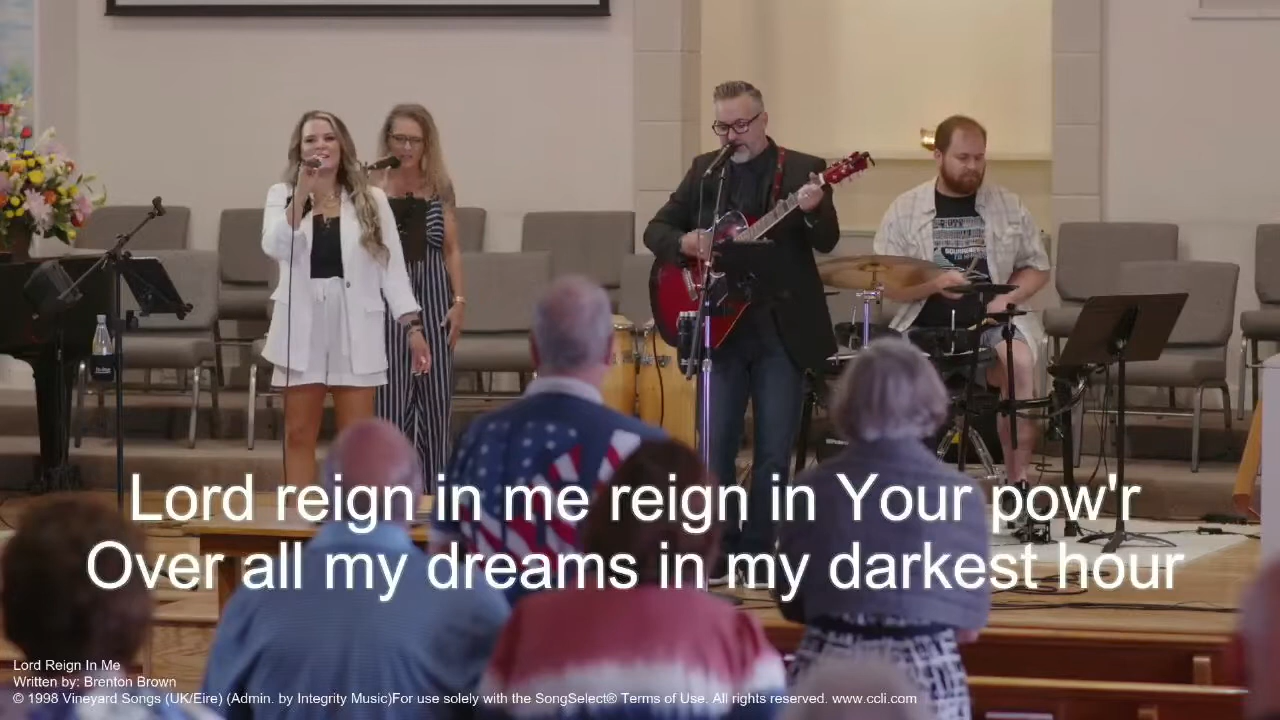 Lord reign in me reign in Your pow'r
Over all my dreams in my darkest hour
Lord Reign In Me
Written by: Brenton Brown
© 1998 Vineyard Songs (UK/Eire) (Admin. by Integrity Music)For use solely with the SongSelect® Terms of Use. All rights reserved. www.ccli.com